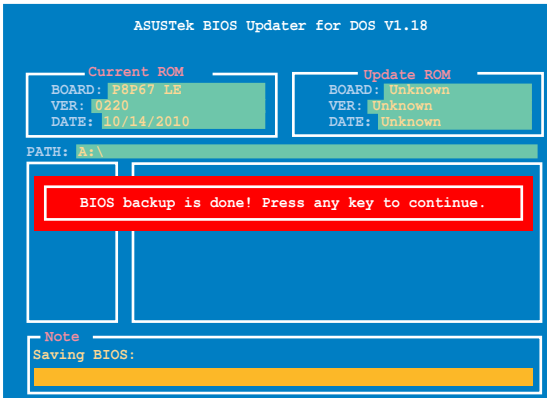 ASUSTek BIOS Updater for DOS V1.18
Current ROM
BOARD: P8P67 LE
VER: 0220
DATE: 10/14/2010
Update ROM
BOARD: Unknown
VER: Unknown
DATE: Unknown
PATH: A:\
BIOS backup is done! Press any key to continue.
Note
Saving BIOS: